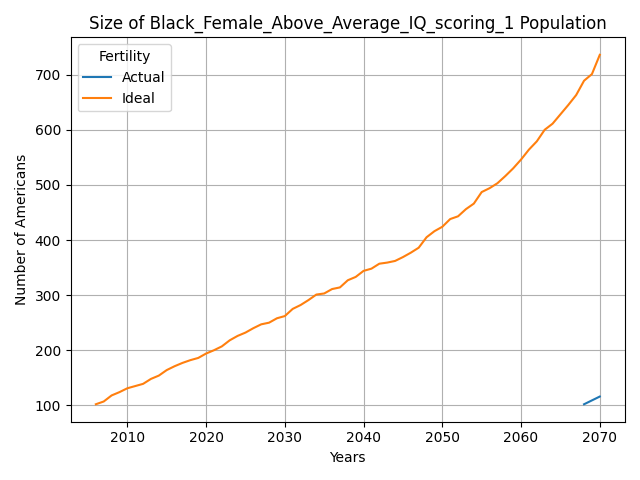 Size of Black_Female_Above_Average_IQ_scoring_1 Population
Fertility
Actual
Ideal
Number of Americans
700
600
500
400
300
200
100
2010 2020 2030 2040 2050 2060 2070
Years